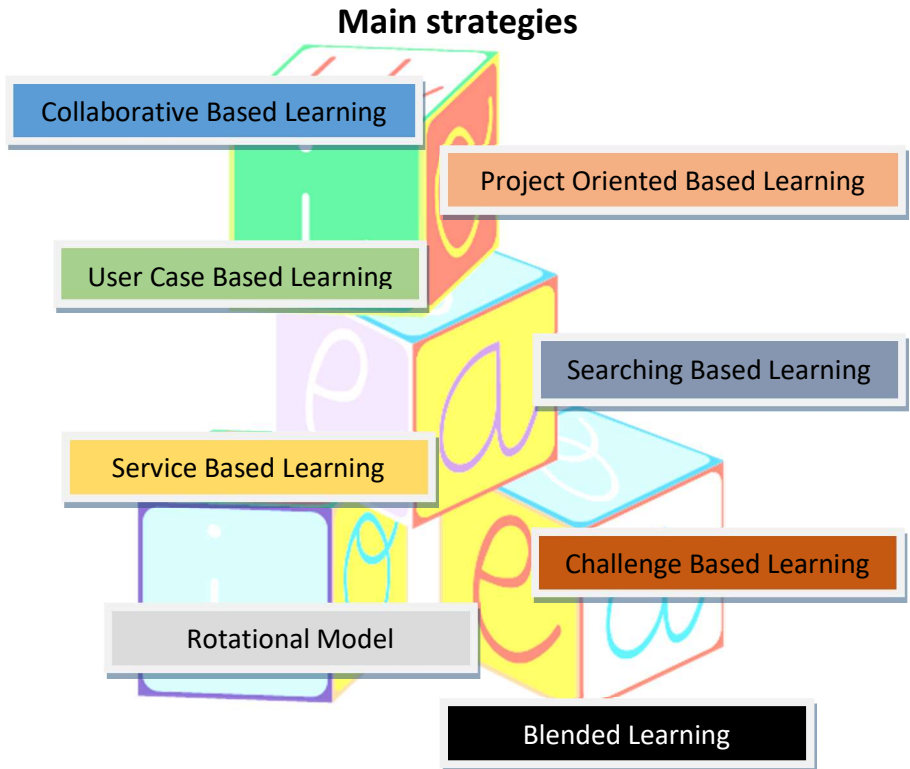 Main strategies
Collaborative Based Learning
Project Oriented Based Learning
User Case Based Learning
Searching Based Learning
Service Based Learning
Challenge Based Learning
Rotational Model
Blended Learning